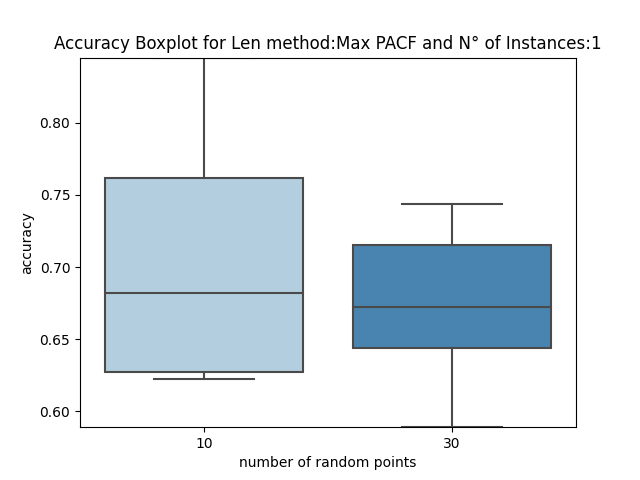 Accuracy Boxplot for Len method:Max PACF and N° of Instances:1
0.80
0.75
0.70
0.65
0.60
accuracy
10
30
number of random points